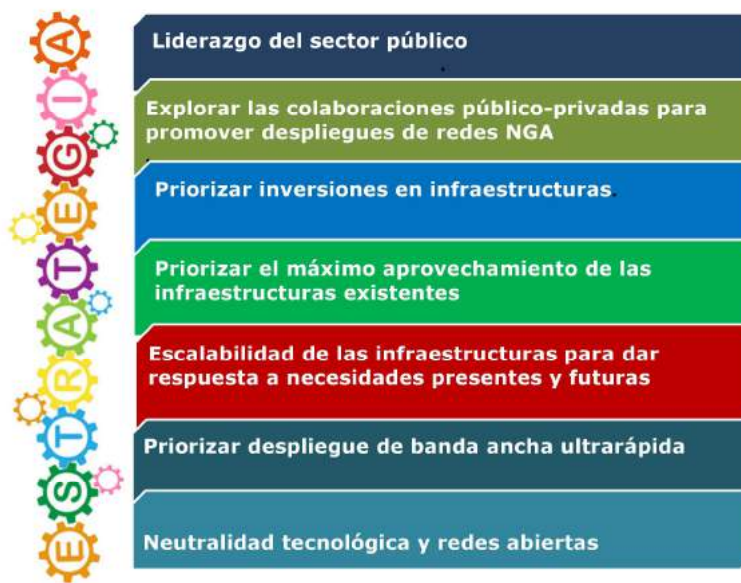 ESTRATEGIA
Liderazgo del sector público
Explorar las colaboraciones público-privadas para
promover despliegues de redes NGA
Priorizar inversiones en infraestructuras.
Priorizar el máximo aprovechamiento de las
infraestructuras existentes
Escalabilidad de las infraestructuras para dar
respuesta a necesidades presentes y futuras
Priorizar despliegue de banda ancha ultrarápida
Neutralidad tecnológica y redes abiertas